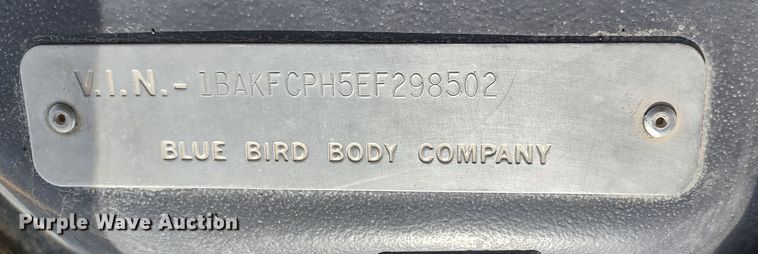 V.I.N.- 1BAKFCPH5EF298502
BLUE BIRD BODY COMPANY
Purple Wave Auction